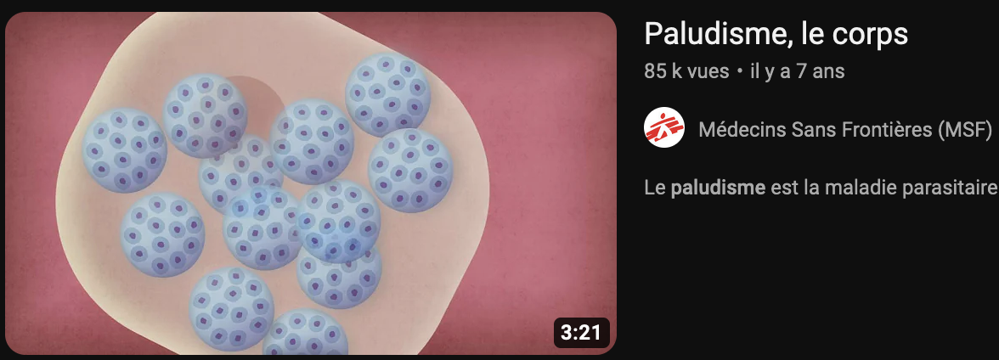 Paludisme, le corps
85 k vues • il y a 7 ans
Médecins Sans Frontières (MSF)
Le paludisme est la maladie parasitaire
3:21